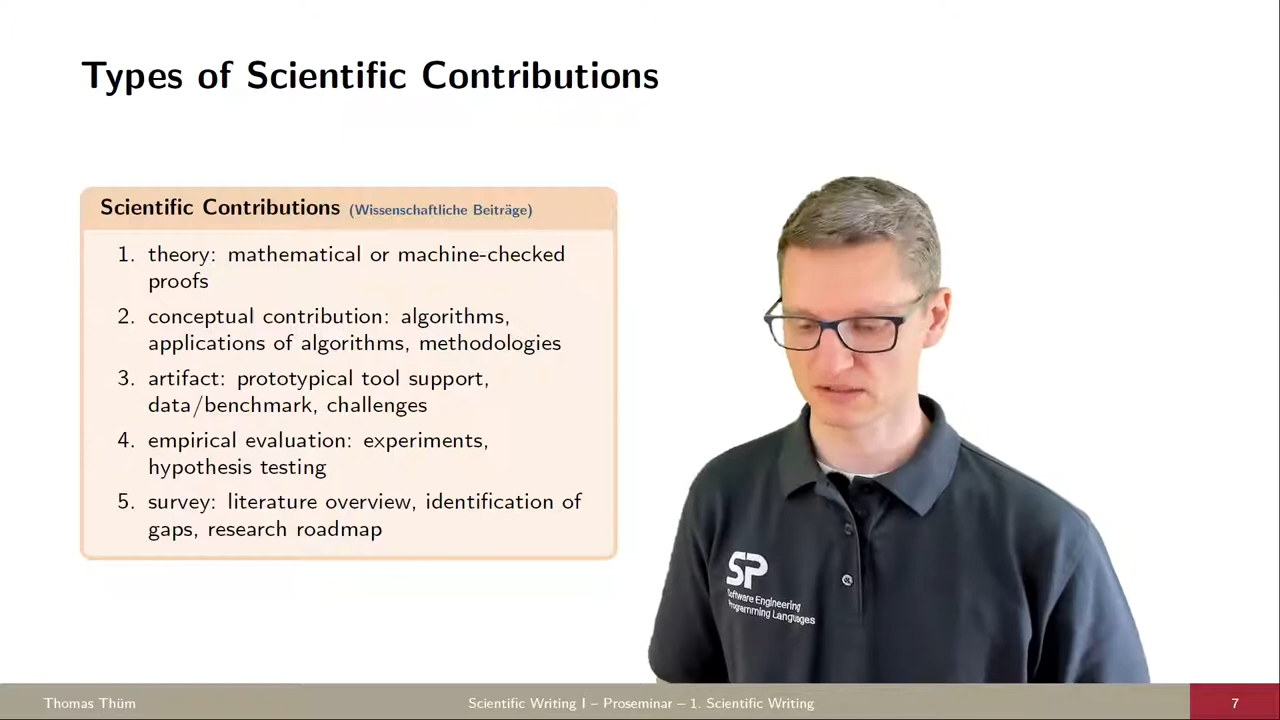 Types of Scientific Contributions
Scientific Contributions (Wissenschaftliche Beiträge)
1. theory: mathematical or machine-checked
proofs
2. conceptual contribution: algorithms,
applications of algorithms, methodologies
3. artifact: prototypical tool support,
data/benchmark, challenges
4. empirical evaluation: experiments,
hypothesis testing
5. survey: literature overview, identification of
gaps, research roadmap
SP
Software Engineering
Programming Languages
Thomas Thüm
Scientific Writing I – Proseminar – 1. Scientific Writing
7